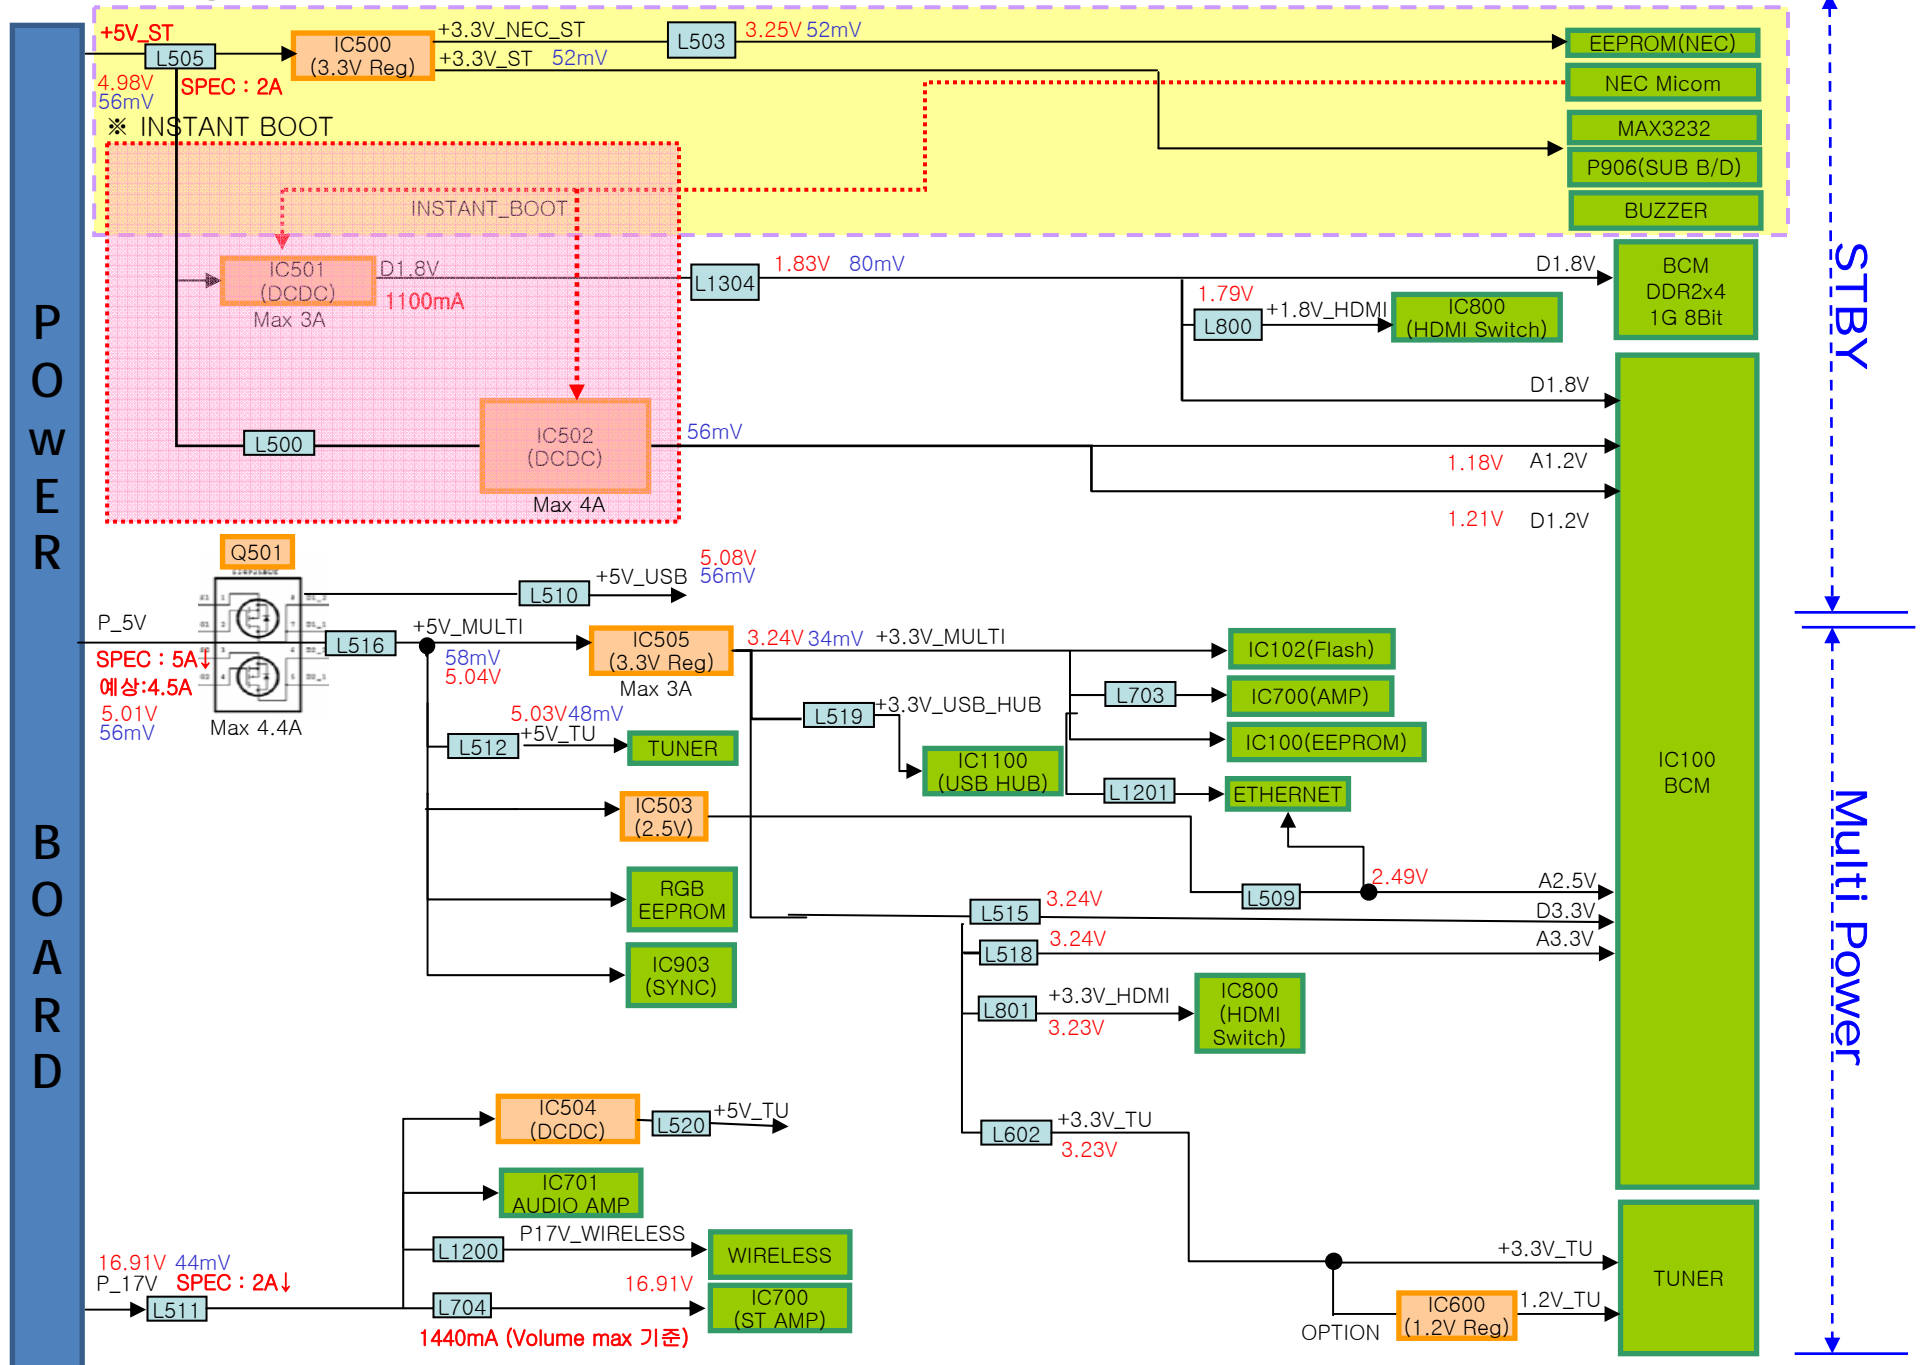 POWER BOARD
+5V_ST
L505
4.98V
56mV
SPEC : 2A
IC500
(3.3V Reg)
+3.3V_NEC_ST
L503
3.25V 52mV
+3.3V_ST 52mV
EEPROM(NEC)
NEC Micom
MAX3232
P906(SUB B/D)
BUZZER
※ INSTANT BOOT
INSTANT_BOOT
IC501
(DCDC)
Max 3A
D1.8V
1100mA
L1304
1.83V 80mV
D1.8V
BCM
DDR2x4
1G 8Bit
1.79V
L800
+1.8V_HDMI
IC800
(HDMI Switch)
D1.8V
L500
IC502
(DCDC)
Max 4A
56mV
1.18V A1.2V
1.21V D1.2V
STBY
Q501
Max 4.4A
L510
+5V_USB
5.08V
56mV
P_5V
SPEC : 5A↓
예상:4.5A
5.01V
56mV
L516
+5V_MULTI
58mV
5.04V
IC505
(3.3V Reg)
Max 3A
3.24V 34mV +3.3V_MULTI
IC102(Flash)
L703
IC700(AMP)
IC100(EEPROM)
L519
+3.3V_USB_HUB
IC1100
(USB HUB)
L1201
ETHERNET
5.03V 48mV
L512
+5V_TU
TUNER
IC503
(2.5V)
L509
2.49V
A2.5V
RGB
EEPROM
L515
3.24V
D3.3V
L518
3.24V
A3.3V
IC903
(SYNC)
L801
+3.3V_HDMI
3.23V
IC800
(HDMI
Switch)
IC100
BCM
Multi Power
IC504
(DCDC)
L520
+5V_TU
L602
+3.3V_TU
3.23V
IC701
AUDIO AMP
L1200
P17V_WIRELESS
WIRELESS
16.91V 44mV
P_17V SPEC : 2A↓
L511
L704
16.91V
IC700
(ST AMP)
1440mA (Volume max 기준)
+3.3V_TU
OPTION
IC600
(1.2V Reg)
1.2V_TU
TUNER